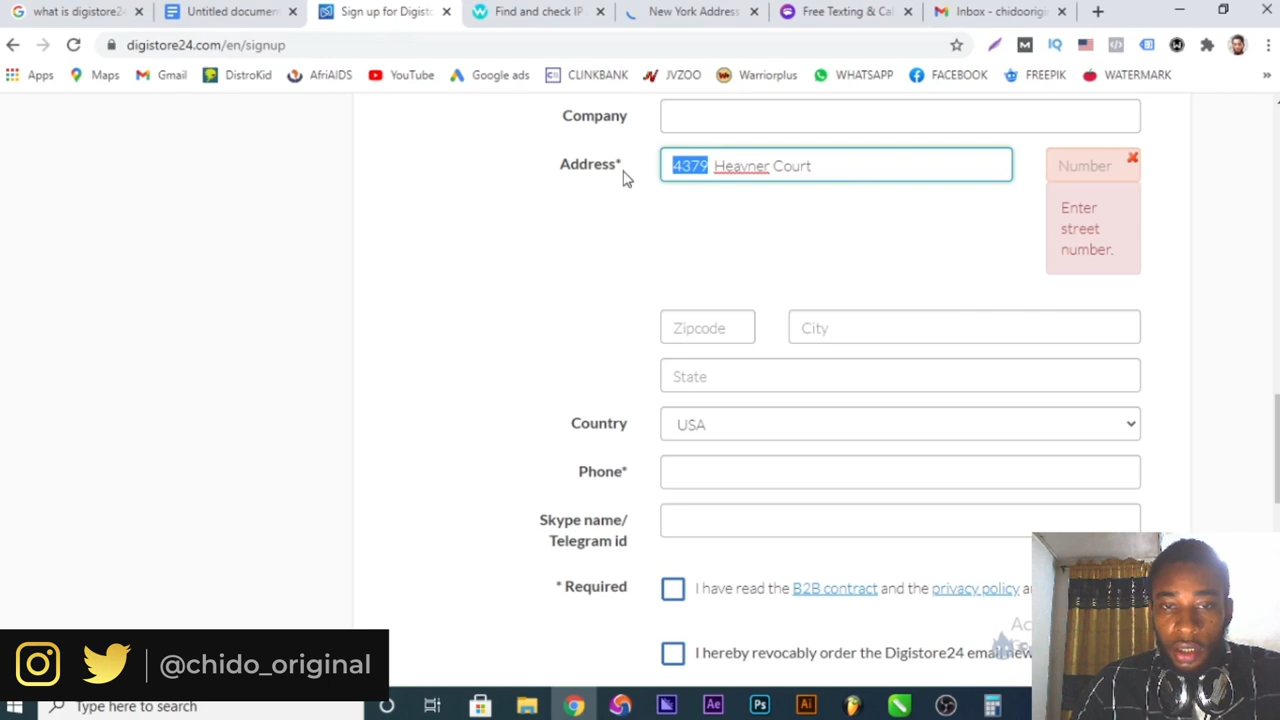 what is digistore24
Untitled document
Sign up for Digisto
Find and check IP
New York Address
Free Texting & Cal
Inbox - chidoorigi
digistore24.com/en/signup
Apps
Maps
Gmail
DistroKid
AfriAIDS
YouTube
Google ads
CLINKBANK
JVZOO
Warriorplus
WHATSAPP
FACEBOOK
FREEPIK
WATERMARK
Company
Address*
4379 Heavner Court
Number
Enter
street
number.
Zipcode
City
State
Country
USA
Phone*
Skype name/
Telegram id
* Required
I have read the B2B contract and the privacy policy
I hereby revocably order the Digistore24 email
@chido_original
Type here to search